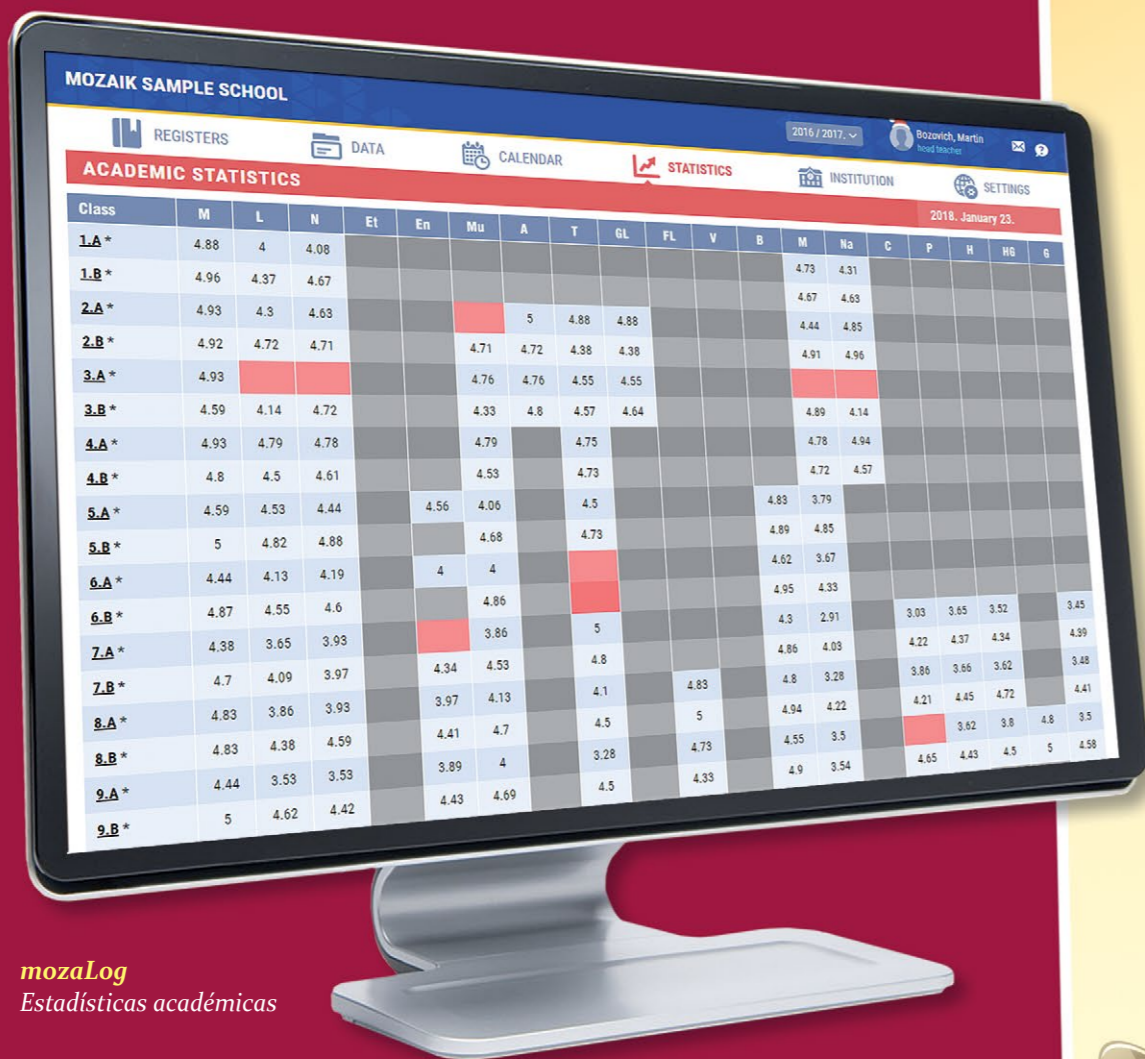 MOZAIK SAMPLE SCHOOL
2016 / 2017. Bozovich, Martin
head teacher
REGISTERS DATA CALENDAR STATISTICS INSTITUTION SETTINGS
ACADEMIC STATISTICS 2018. January 23.
Class M L N Et En Mu A T GL FL V B M Na C P H HG G
1.A * 4.88 4 4.08 4.73 4.31
1.B * 4.96 4.37 4.67 4.67 4.63
2.A * 4.93 4.3 4.63 5 4.88 4.88 4.44 4.85
2.B * 4.92 4.72 4.71 4.71 4.72 4.38 4.38 4.91 4.96
3.A * 4.93 4.76 4.76 4.55 4.55
3.B * 4.59 4.14 4.72 4.33 4.8 4.57 4.64 4.89 4.14
4.A * 4.93 4.79 4.78 4.79 4.75 4.78 4.94
4.B * 4.8 4.5 4.61 4.53 4.73 4.72 4.57
5.A * 4.59 4.53 4.44 4.56 4.06 4.5 4.83 3.79
5.B * 5 4.82 4.88 4.68 4.73 4.89 4.85
6.A * 4.44 4.13 4.19 4 4 4.62 3.67
6.B * 4.87 4.55 4.6 4.86 4.95 4.33
7.A * 4.38 3.65 3.93 3.86 5 4.3 2.91 3.03 3.65 3.52 3.45
7.B * 4.7 4.09 3.97 4.34 4.53 4.8 4.86 4.03 4.22 4.37 4.34 4.39
8.A * 4.83 3.86 3.93 3.97 4.13 4.1 4.83 4.8 3.28 3.86 3.66 3.62 3.48
8.B * 4.83 4.38 4.59 4.41 4.7 4.5 5 4.94 4.22 4.21 4.45 4.72 4.41
9.A * 4.44 3.53 3.53 3.89 4 3.28 4.73 4.55 3.5 3.62 3.8 4.8 3.5
9.B * 5 4.62 4.42 4.43 4.69 4.5 4.33 4.9 3.54 4.65 4.43 4.5 5 4.58
mozaLog
Estadísticas académicas